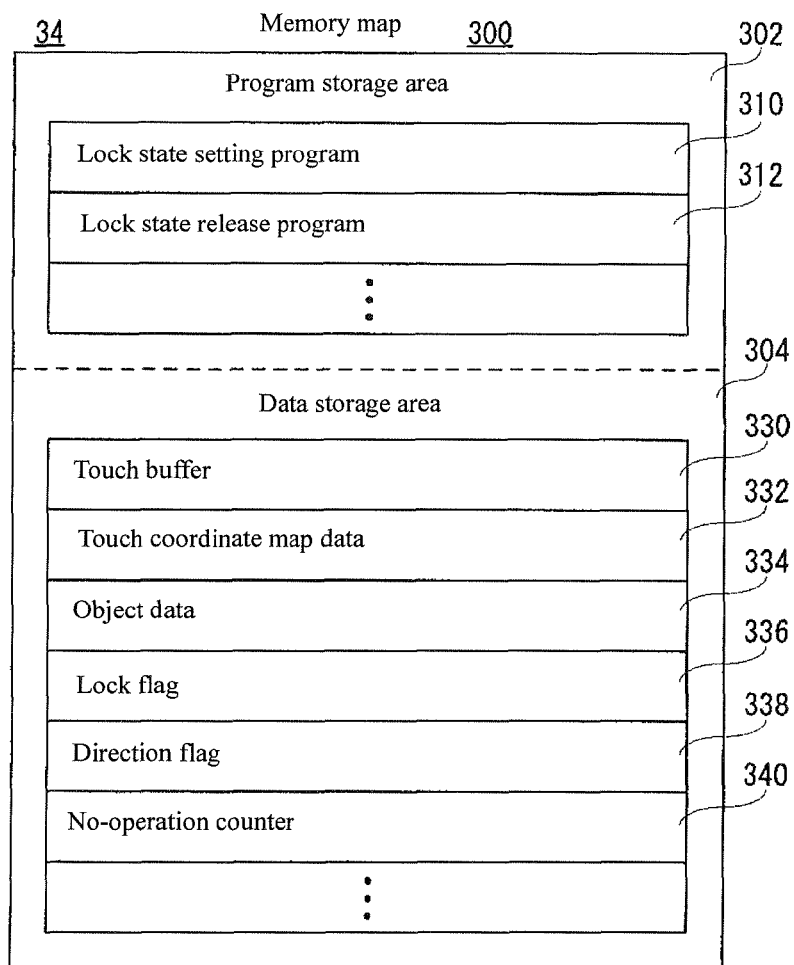 34 Memory map 300
302
Program storage area
310
Lock state setting program
312
Lock state release program
304
Data storage area
330
Touch buffer
332
Touch coordinate map data
334
Object data
336
Lock flag
338
Direction flag
340
No-operation counter